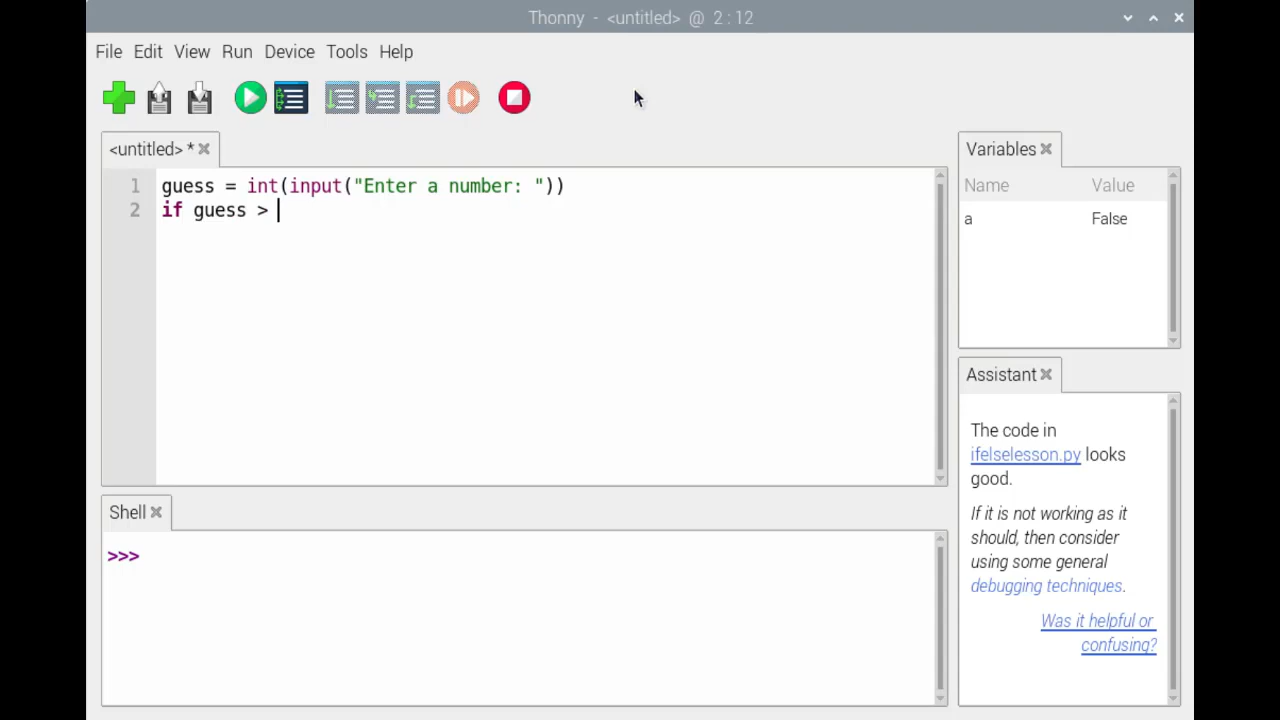 Thonny - <untitled> @ 2:12
File Edit View Run Device Tools Help
<untitled> *
1 guess = int(input("Enter a number: "))
2 if guess >
Shell
>>>
Variables
Name Value
a False
Assistant
The code in
ifelselesson.py looks
good.
If it is not working as it
should, then consider
using some general
debugging techniques.
Was it helpful or
confusing?